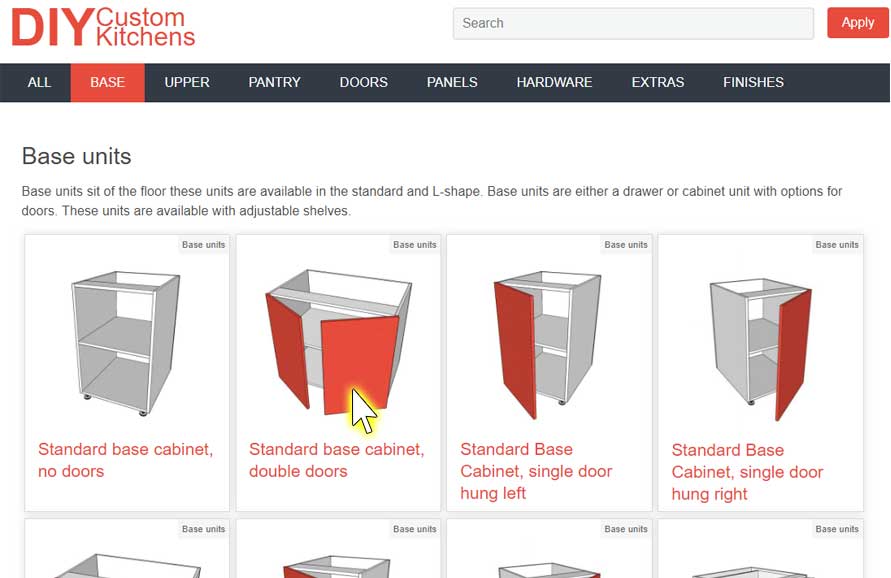 DIY Custom
Kitchens
Search
Apply
ALL BASE UPPER PANTRY DOORS PANELS HARDWARE EXTRAS FINISHES
Base units
Base units sit of the floor these units are available in the standard and L-shape. Base units are either a drawer or cabinet unit with options for
doors. These units are available with adjustable shelves.
Base units
Standard base cabinet,
no doors
Base units
Standard base cabinet,
double doors
Base units
Standard Base
Cabinet, single door
hung left
Base units
Standard Base
Cabinet, single door
hung right
Base units
Base units
Base units
Base units